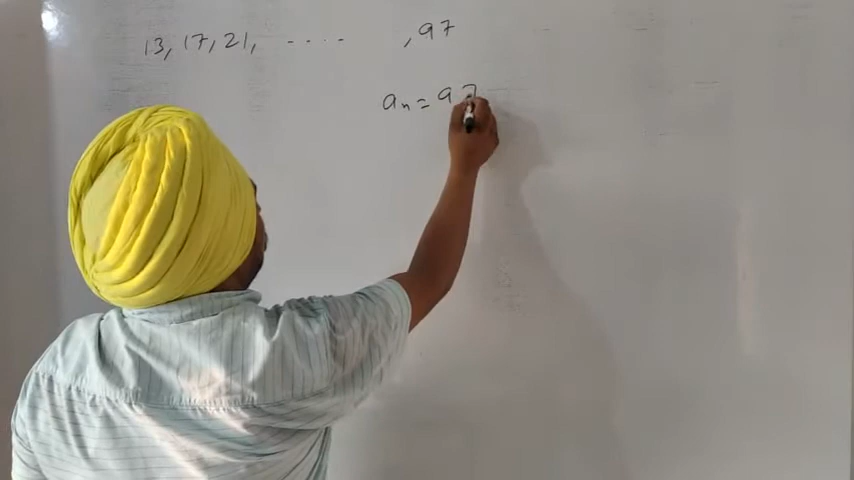 13, 17, 21, ---- , 97
an = 97